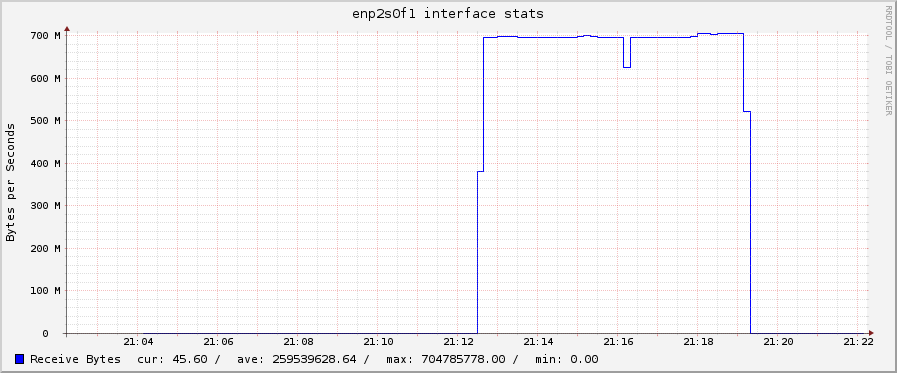 enp2s0f1 interface stats
RRDTOOL / TOBI OETIKER
Bytes per Seconds
700 M
600 M
500 M
400 M
300 M
200 M
100 M
0
21:04 21:06 21:08 21:10 21:12 21:14 21:16 21:18 21:20 21:22
Receive Bytes cur: 45.60 / ave: 259539628.64 / max: 704785778.00 / min: 0.00